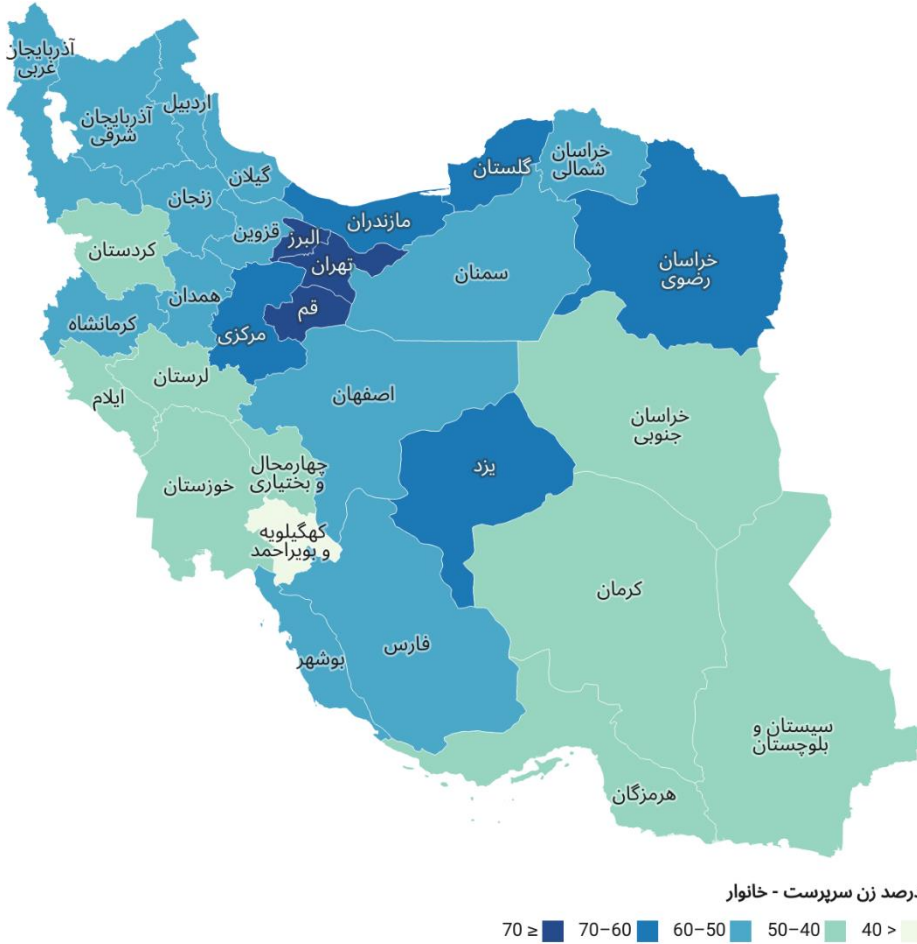 آذربایجان
غربی
آذربایجان
شرقی
اردبیل
گیلان
زنجان
قزوین
البرز
تهران
قم
مازندران
گلستان
خراسان
شمالی
خراسان
رضوی
سمنان
کردستان
همدان
کرمانشاه
مرکزی
لرستان
ایلام
اصفهان
خراسان
جنوبی
یزد
چهارمحال
و بختیاری
خوزستان
کهگیلویه
و بویراحمد
کرمان
فارس
بوشهر
سیستان و
بلوچستان
هرمزگان
درصد زن سرپرست - خانوار
40 >
50–40
60–50
70–60
70 ≤